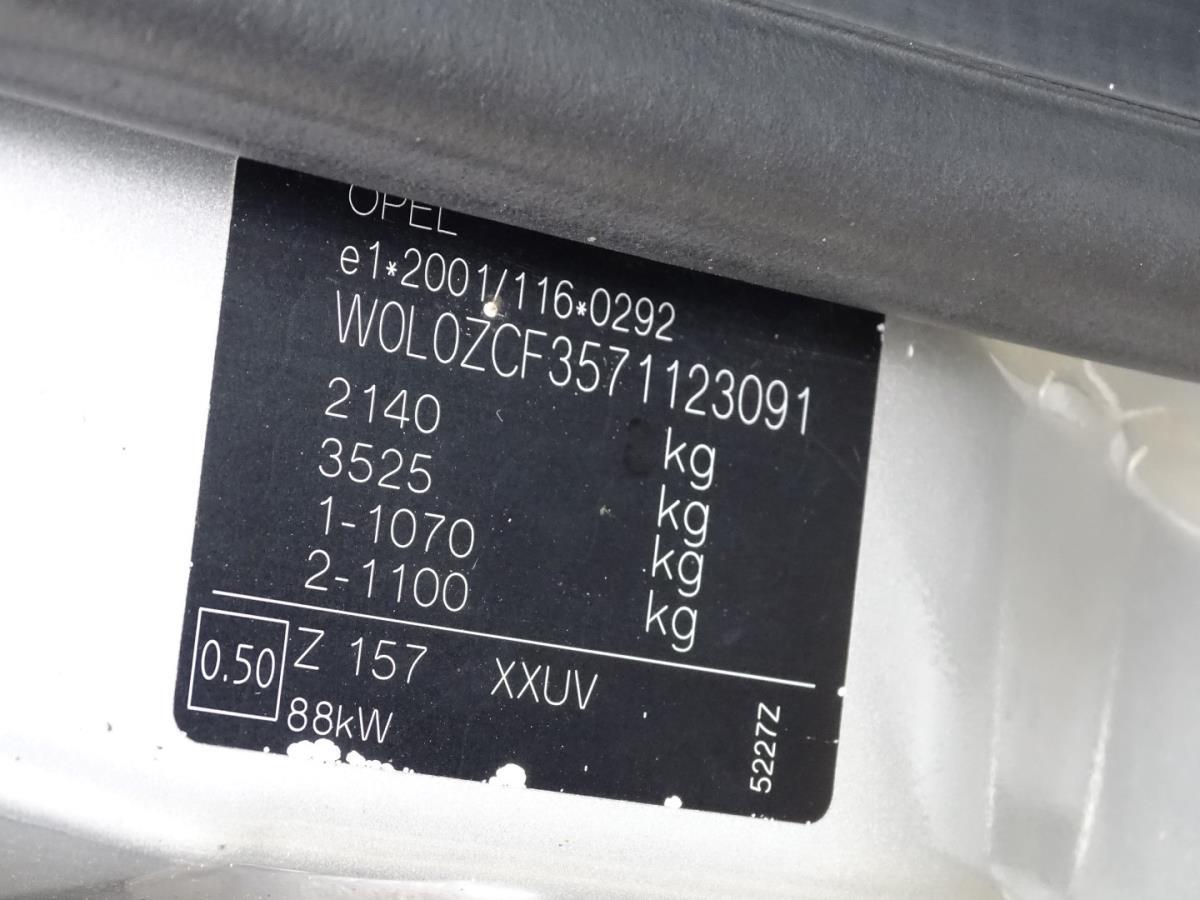 OPEL
e1*2001/116*0292
W0L0ZCF3571123091
2140 kg
3525 kg
1-1070 kg
2-1100 kg
0.50 Z 157 XXUV
88kW
5227Z